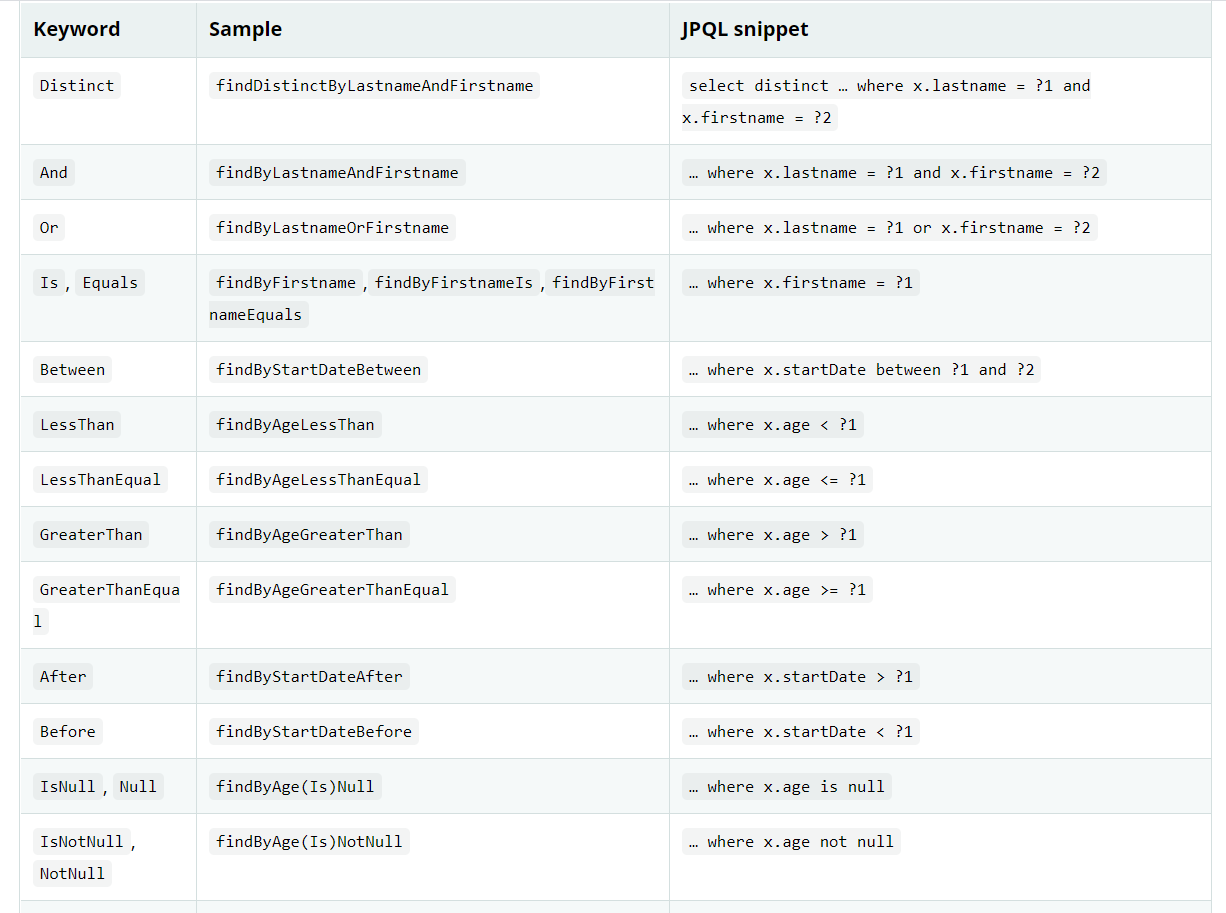 Keyword Sample JPQL snippet
Distinct findDistinctByLastnameAndFirstname select distinct … where x.lastname = ?1 and
x.firstname = ?2
And findByLastnameAndFirstname … where x.lastname = ?1 and x.firstname = ?2
Or findByLastnameOrFirstname … where x.lastname = ?1 or x.firstname = ?2
Is , Equals findByFirstname , findByFirstnameIs , findByFirst … where x.firstname = ?1
nameEquals
Between findByStartDateBetween … where x.startDate between ?1 and ?2
LessThan findByAgeLessThan … where x.age < ?1
LessThanEqual findByAgeLessThanEqual … where x.age <= ?1
GreaterThan findByAgeGreaterThan … where x.age > ?1
GreaterThanEqua findByAgeGreaterThanEqual … where x.age >= ?1
l
After findByStartDateAfter … where x.startDate > ?1
Before findByStartDateBefore … where x.startDate < ?1
IsNull , Null findByAge(Is)Null … where x.age is null
IsNotNull , findByAge(Is)NotNull … where x.age not null
NotNull